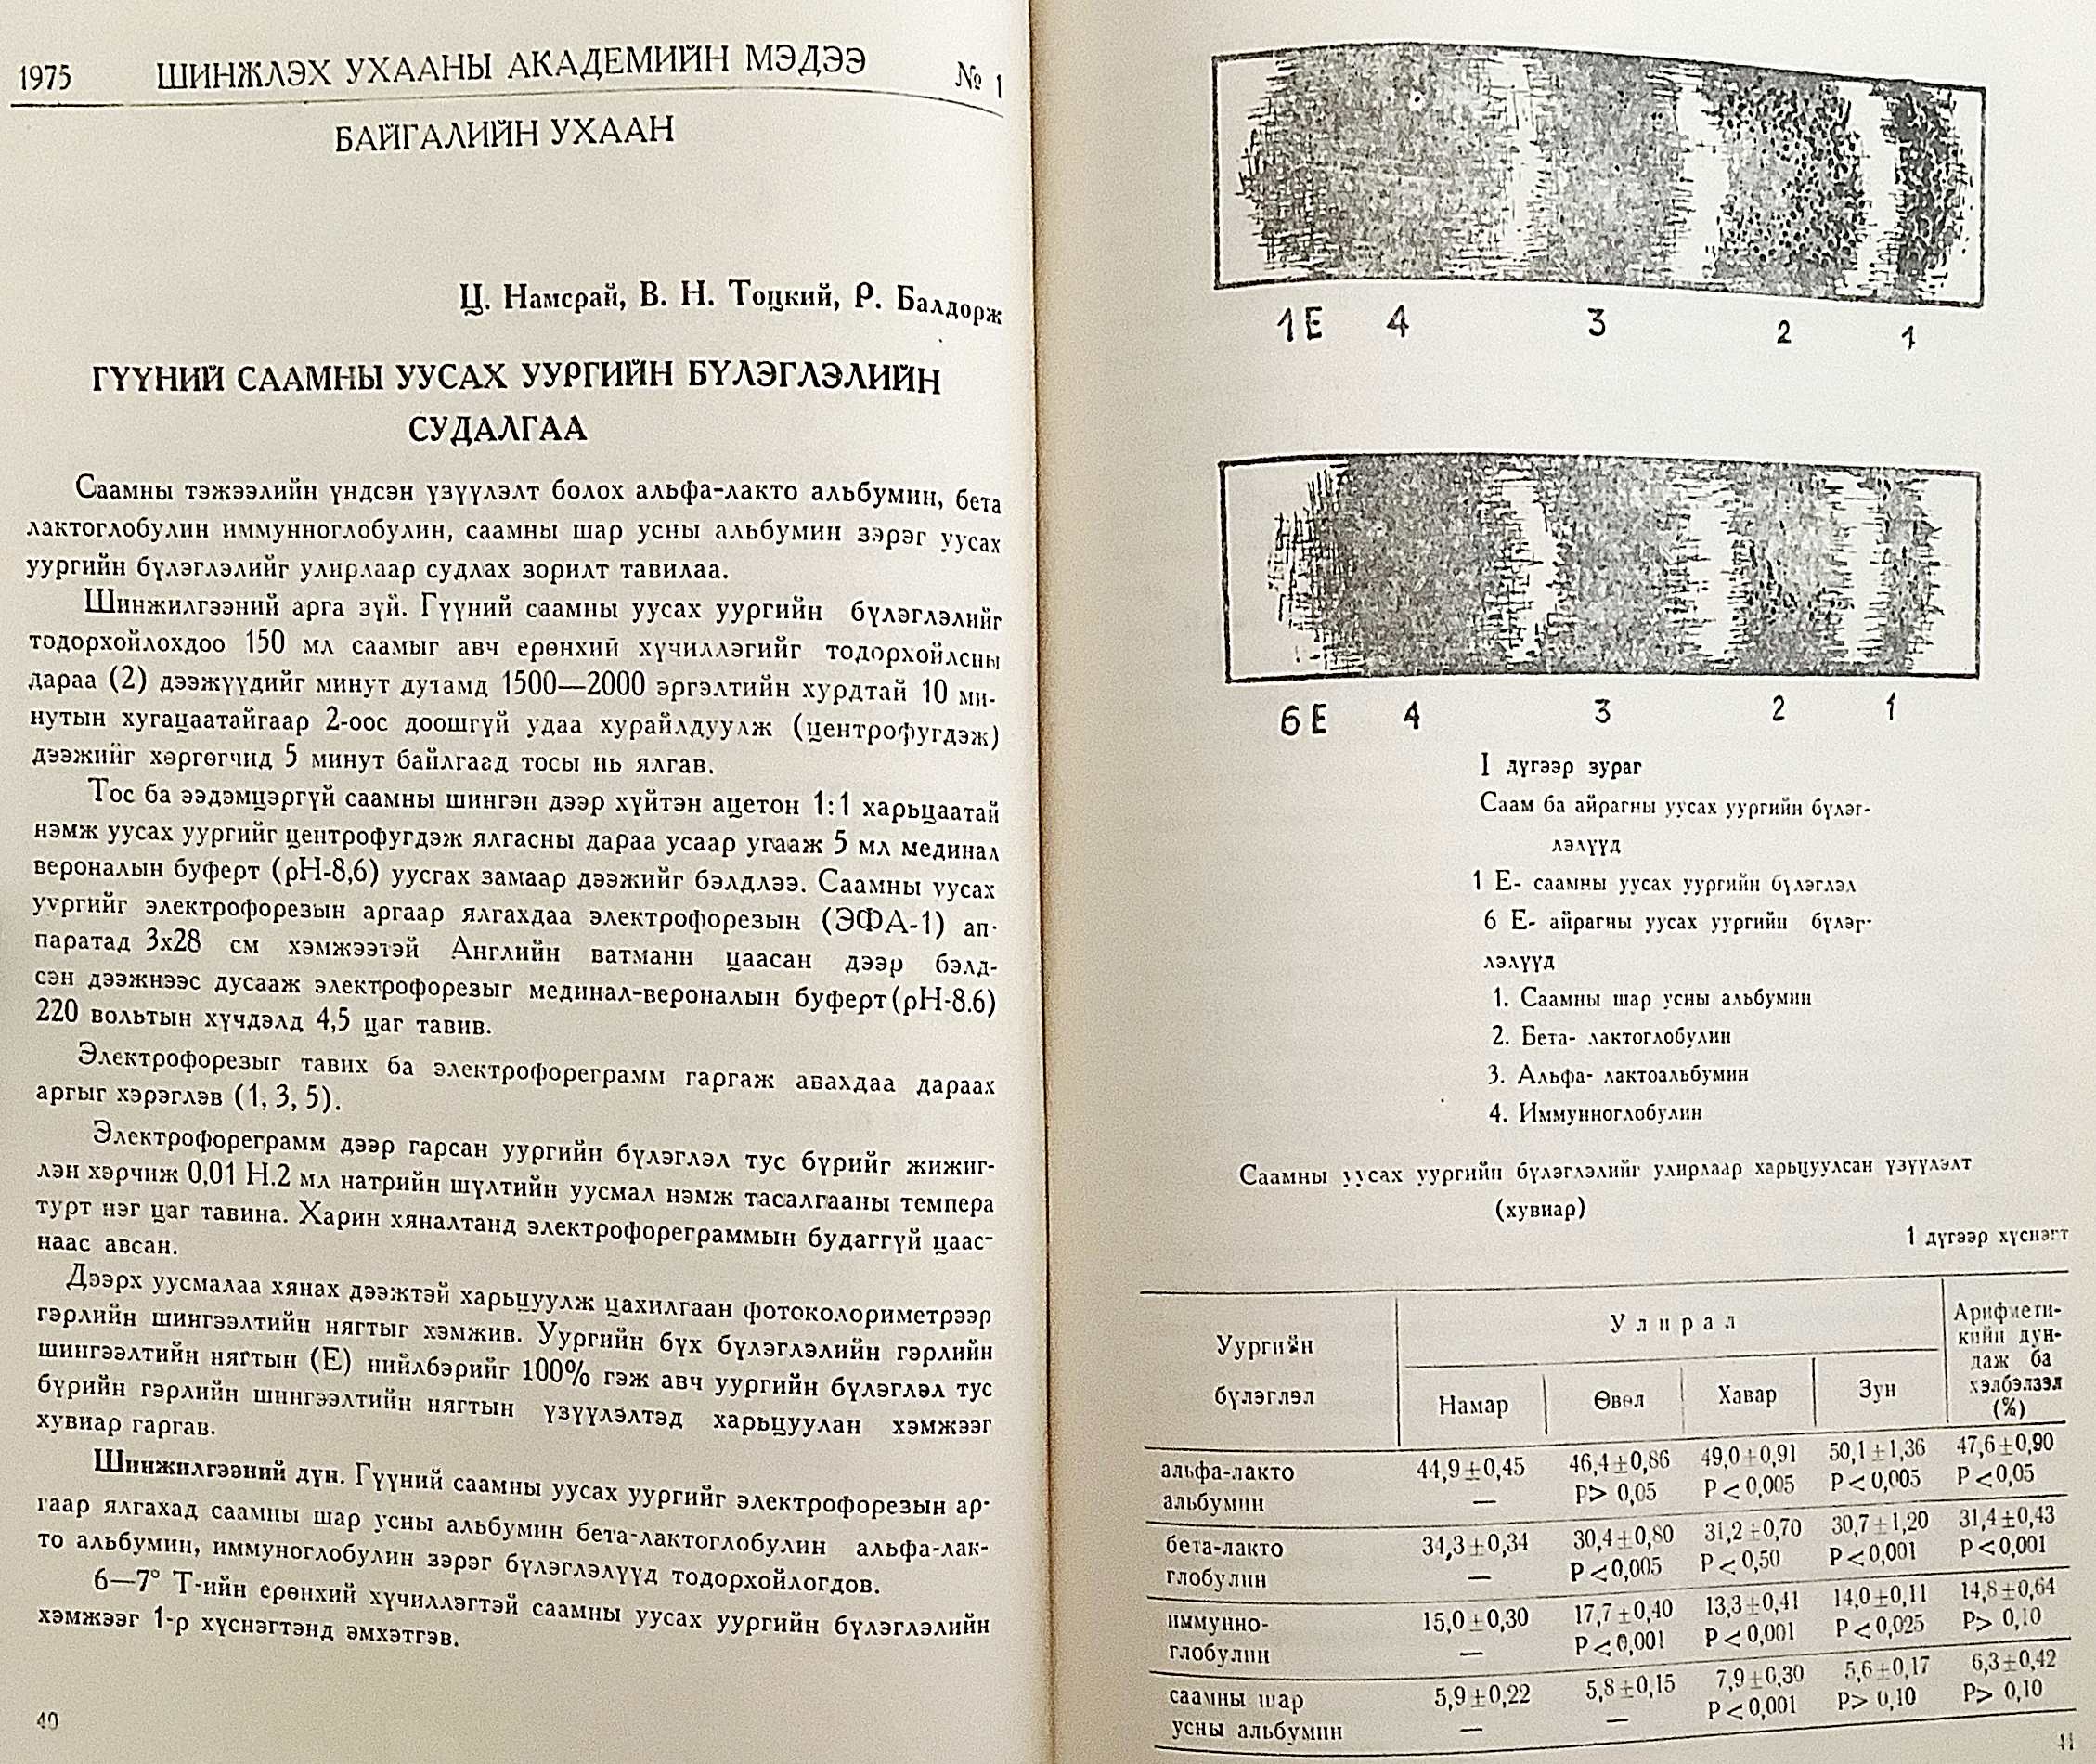 1975 ШИНЖЛЭХ УХААНЫ АКАДЕМИЙН МЭДЭЭ № 1
БАЙГАЛИЙН УХААН
Ц. Намсрай, В. Н. Тоцкий, Р. Балдорж
ГҮҮНИЙ СААМНЫ УУСАХ УУРГИЙН БҮЛЭГЛЭЛИЙН
СУДАЛГАА
Саамны тэжээлийн үндсэн үзүүлэлт болох альфа-лакто альбумин, бета
лактоглобулин иммунноглобулин, саамны шар усны альбумин зэрэг уусах
уургийн бүлэглэлийг улирлаар судлах зорилт тавилаа.
Шинжилгээний арга зүй. Гүүний саамны уусах уургийн бүлэглэлийг
тодорхойлохдоо 150 мл саамыг авч ерөнхий хүчиллэгийг тодорхойлсны
дараа (2) дээжүүдийг минут дутамд 1500—2000 эргэлтийн хурдтай 10 ми-
нутын хугацаатайгаар 2-оос доошгүй удаа хурайлдуулж (центрофугдэж)
дээжийг хөргөгчид 5 минут байлгаад тосы нь ялгав.
Тос ба ээдэмцэргүй саамны шингэн дээр хүйтэн ацетон 1:1 харьцаатай
нэмж уусах уургийг центрофугдэж ялгасны дараа усаар угааж 5 мл мединал
вероналын буферт (pH-8,6) уусгах замаар дээжийг бэлдлээ. Саамны уусах
уургийг электрофорезын аргаар ялгахдаа электрофорезын (ЭФА-1) ап-
паратад 3x28 см хэмжээтэй Английн ватманн цаасан дээр бэлд-
сэн дээжнээс дусааж электрофорезыг мединал-вероналын буферт (pH-8.6)
220 вольтын хүчдэлд 4,5 цаг тавив.
Электрофорезыг тавих ба электрофореграмм гаргаж авахдаа дараах
аргыг хэрэглэв (1, 3, 5).
Электрофореграмм дээр гарсан уургийн бүлэглэл тус бүрийг жижиг-
лэн хэрчиж 0,01 Н.2 мл натрийн шүлтийн уусмал нэмж тасалгааны темпера
турт нэг цаг тавина. Харин хяналтанд электрофореграммын будаггүй цаас-
наас авсан.
Дээрх уусмалаа хянах дээжтэй харьцуулж цахилгаан фотоколориметрээр
гэрлийн шингээлтийн нягтыг хэмжив. Уургийн бүх бүлэглэлийн гэрлийн
шингээлтийн нягтын (Е) нийлбэрийг 100% гэж авч уургийн бүлэглэл тус
бүрийн гэрлийн шингээлтийн нягтын үзүүлэлтэд харьцуулан хэмжээг
хувиар гаргав.
Шинжилгээний дүн. Гүүний саамны уусах уургийг электрофорезын ар-
гаар ялгахад саамны шар усны альбумин бета-лактоглобулин альфа-лак-
то альбумин, иммуноглобулин зэрэг бүлэглэлүүд тодорхойлогдов.
6—7° Т-ийн ерөнхий хүчиллэгтэй саамны уусах уургийн бүлэглэлийн
хэмжээг 1-р хүснэгтэнд эмхэтгэв.
40
1 E 4 3 2 1
6 E 4 3 2 1
I дүгээр зураг
Саам ба айрагны уусах уургийн бүлэг-
лэлүүд
1 Е- саамны уусах уургийн бүлэглэл
6 Е- айрагны уусах уургийн бүлэг-
лэлүүд
1. Саамны шар усны альбумин
2. Бета- лактоглобулин
3. Альфа- лактоальбумин
4. Иммунноглобулин
Саамны уусах уургийн бүлэглэлийг улирлаар харьцуулсан үзүүлэлт
(хувиар)
1 дүгээр хүснэгт
Уургийн бүлэглэл
Улирал
Арифмети-
кийн дун-
даж ба
хэлбэлзэл
(%)
Намар Өвөл Хавар Зун
альфа-лакто 44,9±0,45 46,4±0,86 49,0±0,91 50,1±1,36 47,6±0,90
альбумин — P> 0,05 P<0,005 P<0,005 P<0,05
бета-лакто 34,3±0,34 30,4±0,80 31,2±0,70 30,7±1,20 31,4±0,43
глобулин — P<0,005 P<0,50 P<0,001 P<0,001
иммунно- 15,0±0,30 17,7±0,40 13,3±0,41 14,0±0,11 14,8±0,64
глобулин — P<0,001 P<0,001 P<0,025 P> 0,10
саамны шар 5,9±0,22 5,8±0,15 7,9±0,30 5,6±0,17 6,3±0,42
усны альбумин — — P<0,001 P> 0,10 P> 0,10
41